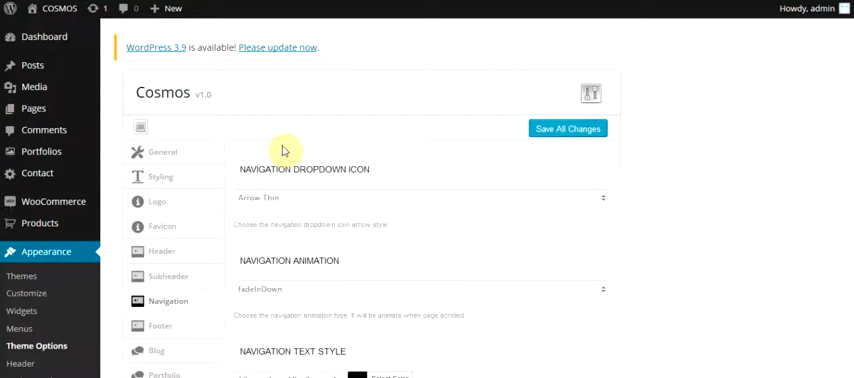 COSMOS 1 0 New Howdy, admin
Dashboard
Posts
Media
Pages
Comments
Portfolios
Contact
WooCommerce
Products
Appearance
Themes
Customize
Widgets
Menus
Theme Options
Header
WordPress 3.9 is available! Please update now.
Cosmos v1.0
Save All Changes
General
Styling
Logo
Favicon
Header
Subheader
Navigation
Footer
Blog
Portfolio
NAVIGATION DROPDOWN ICON
Arrow Thin
Choose the navigation dropdown icon arrow style
NAVIGATION ANIMATION
fadeInDown
Choose the navigation animation type. It will be animate when page scrolled
NAVIGATION TEXT STYLE
Select Color